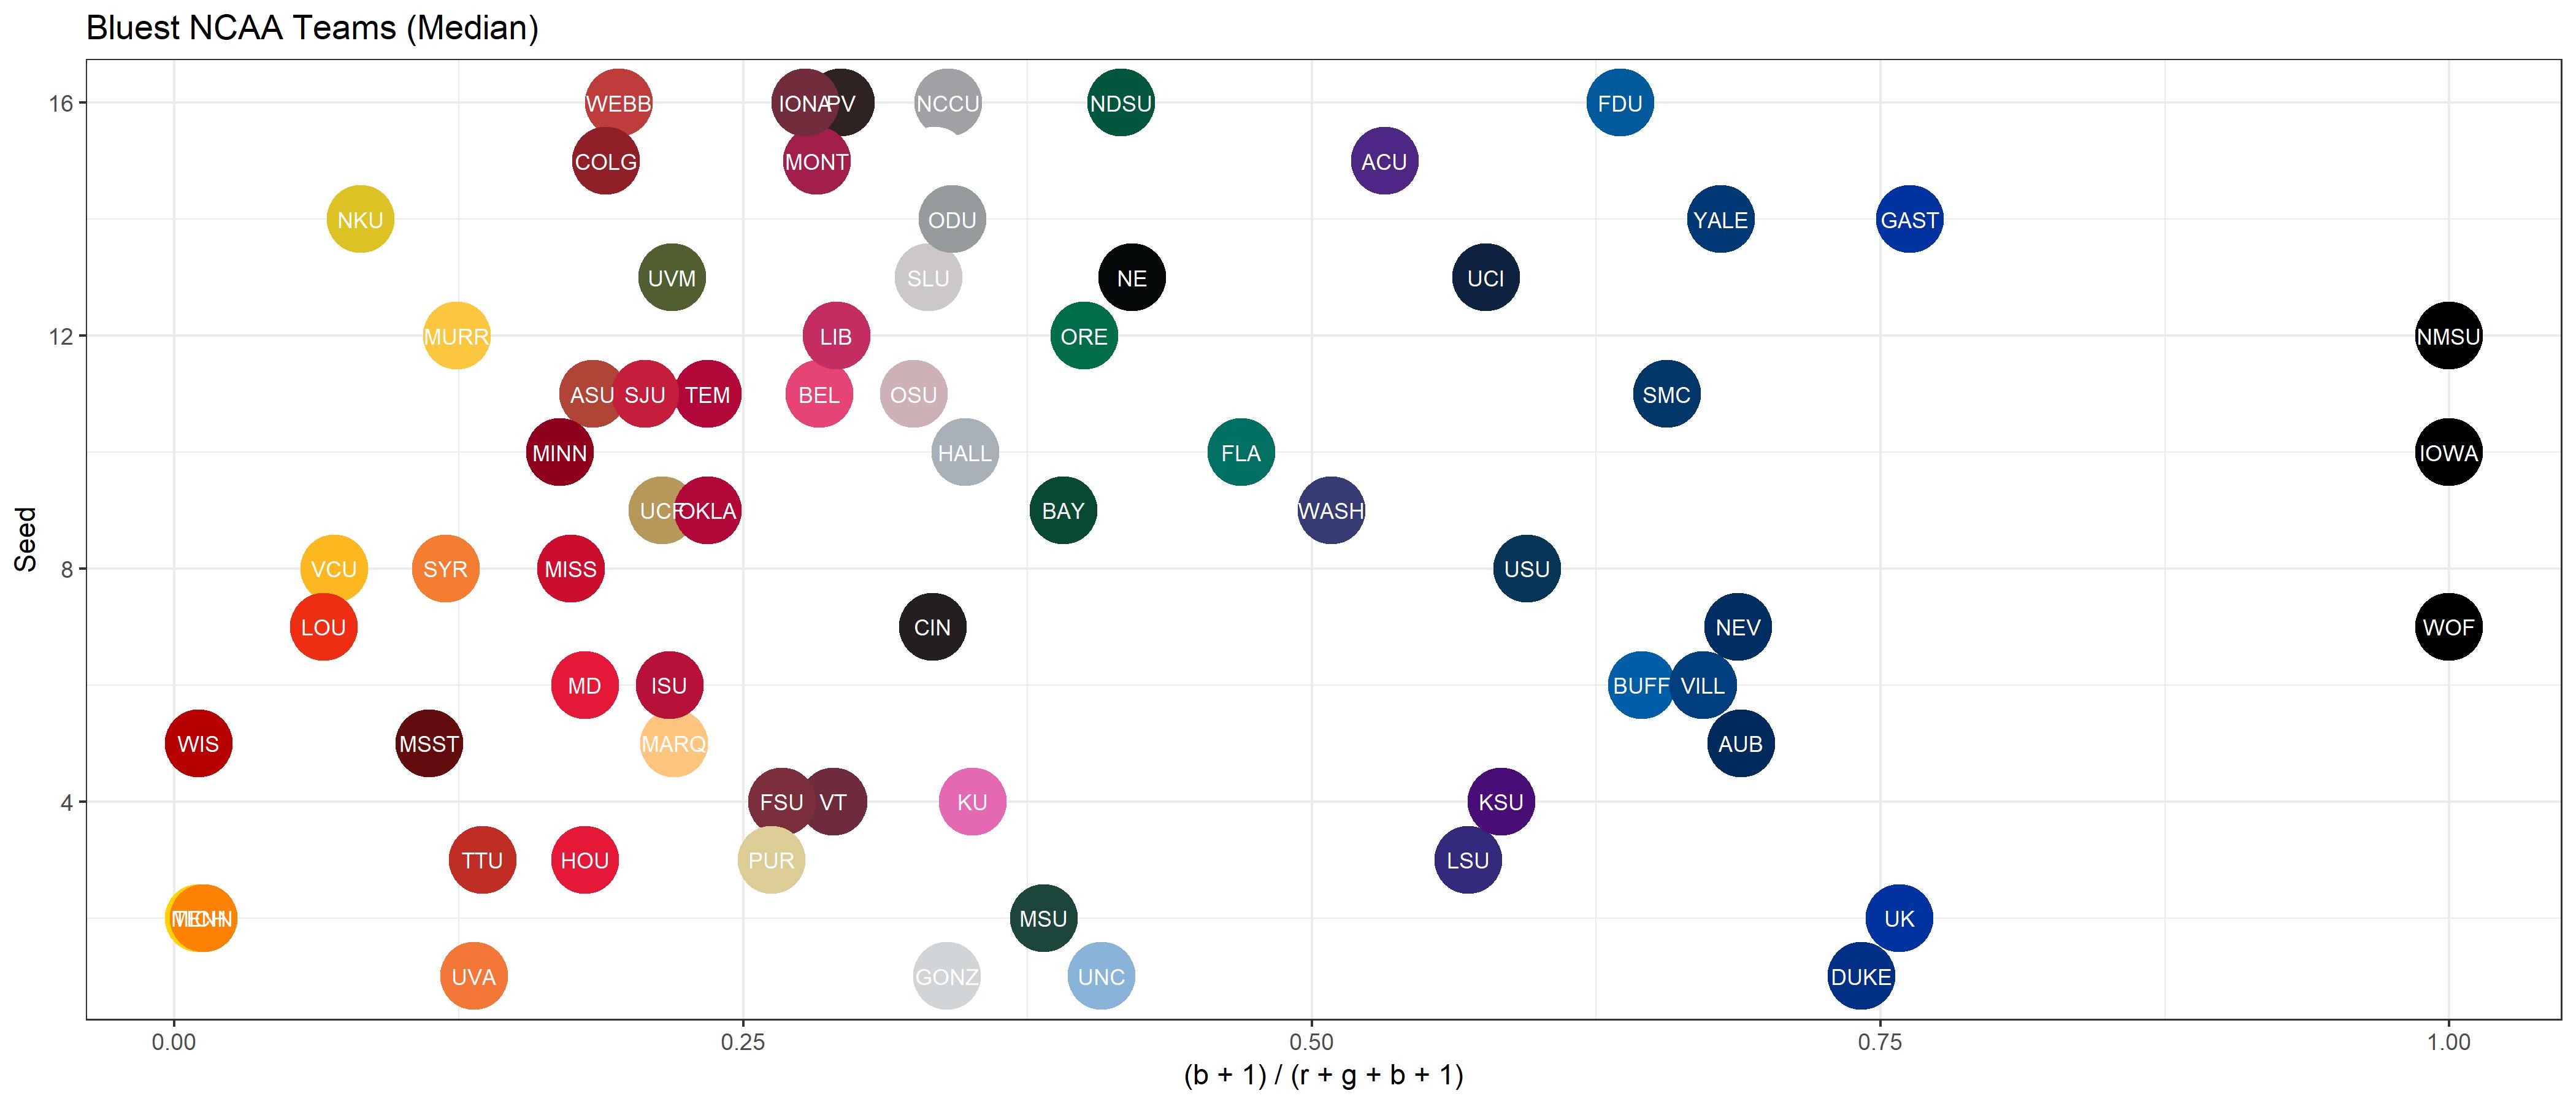 Bluest NCAA Teams (Median)
16
WEBB IONA PV NCCU NDSU FDU
COLG MONT ACU
NKU ODU YALE GAST
UVM SLU NE UCI
12
MURR LIB ORE NMSU
ASU SJU TEM BEL OSU SMC
MINN HALL FLA IOWA
UCF OKLA BAY WASH
8
VCU SYR MISS USU
LOU CIN NEV WOF
MD ISU BUFF VILL
WIS MSST MARQ AUB
4
FSU VT KU KSU
TTU HOU PUR LSU
TENN MSU UK
UVA GONZ UNC DUKE
Seed
0.00 0.25 0.50 0.75 1.00
(b + 1) / (r + g + b + 1)